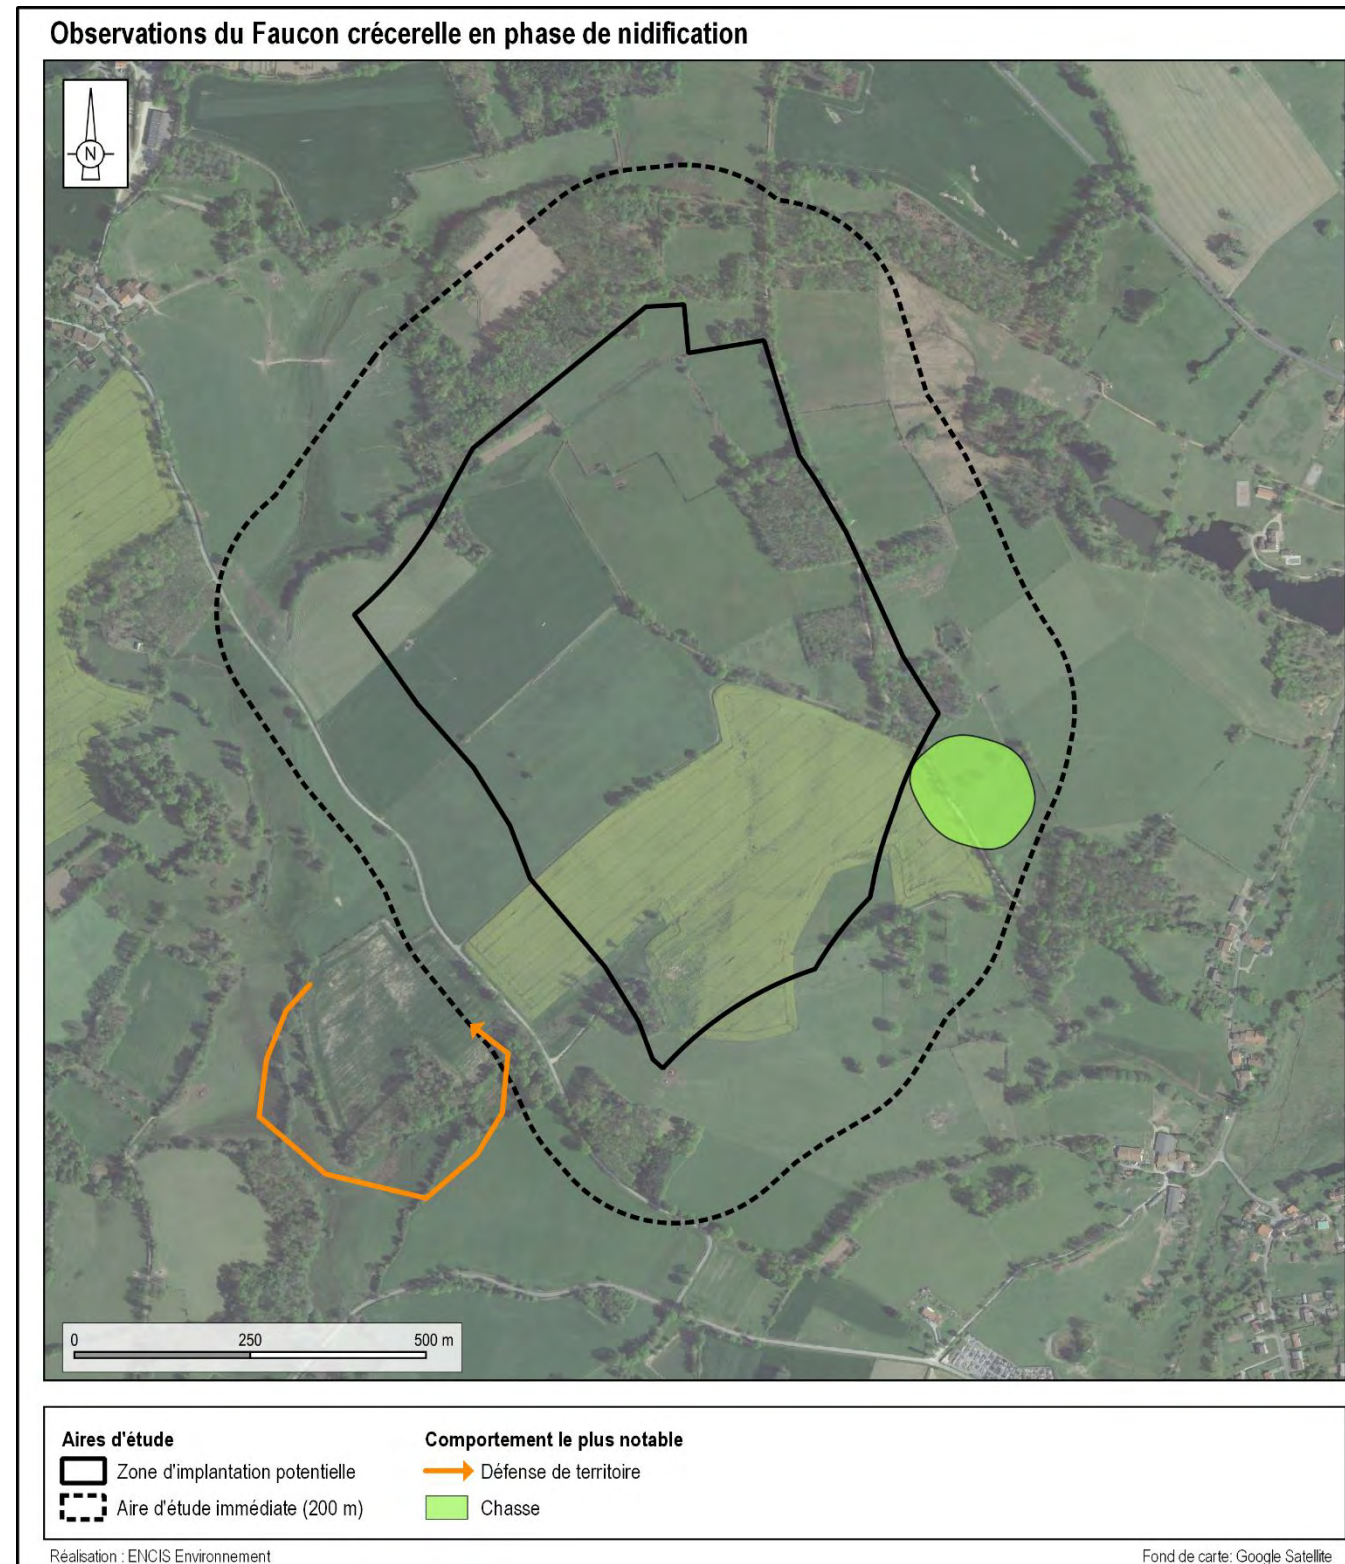 Observations du Faucon crécerelle en phase de nidification
N
0 250 500 m
Aires d'étude
Zone d'implantation potentielle
Aire d'étude immédiate (200 m)
Comportement le plus notable
Défense de territoire
Chasse
Réalisation : ENCIS Environnement
Fond de carte: Google Satellite